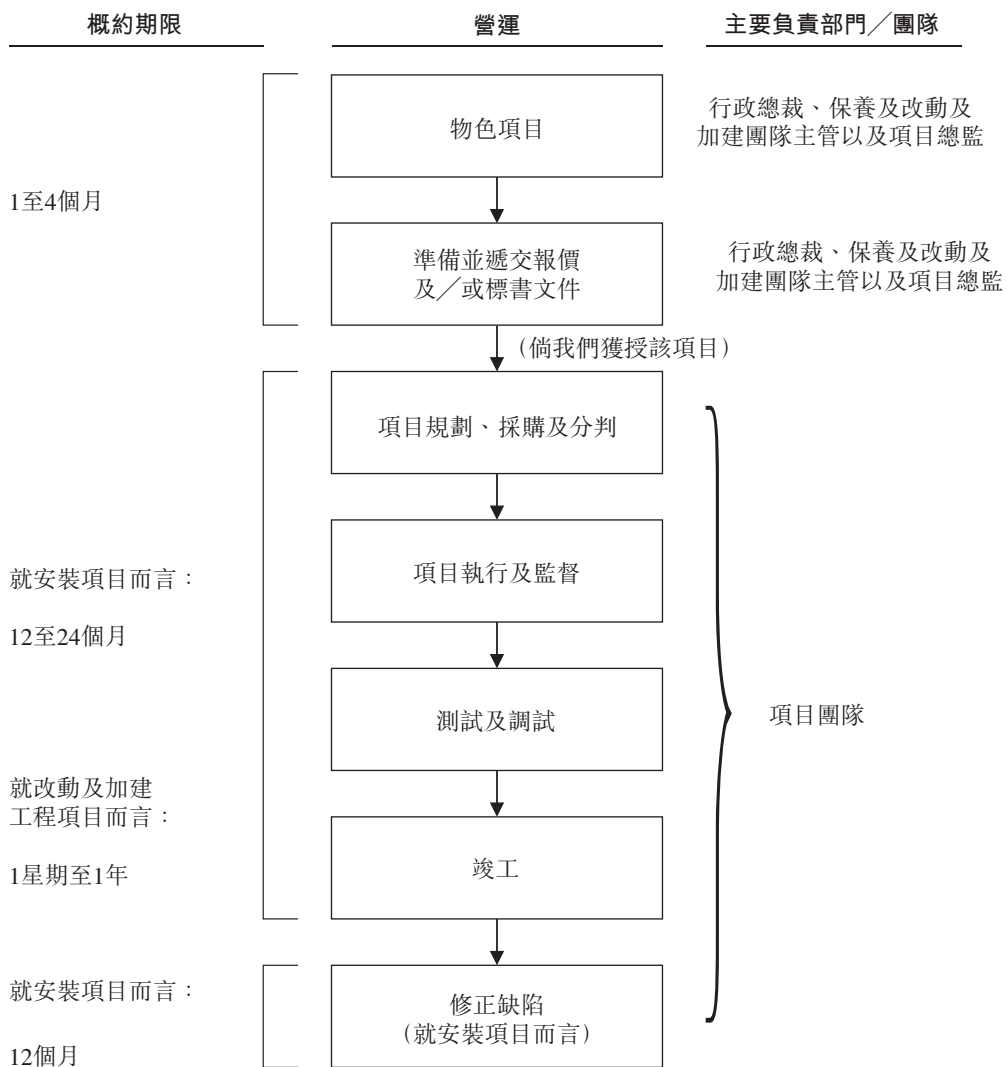 概約期限
營運
主要負責部門／團隊
物色項目
行政總裁、保養及改動及
加建團隊主管以及項目總監
1至4個月
準備並遞交報價
及／或標書文件
行政總裁、保養及改動及
加建團隊主管以及項目總監
（倘我們獲授該項目）
項目規劃、採購及分判
就安裝項目而言：
12至24個月
項目執行及監督
測試及調試
項目團隊
就改動及加建
工程項目而言：
1星期至1年
竣工
就安裝項目而言：
12個月
修正缺陷
（就安裝項目而言）